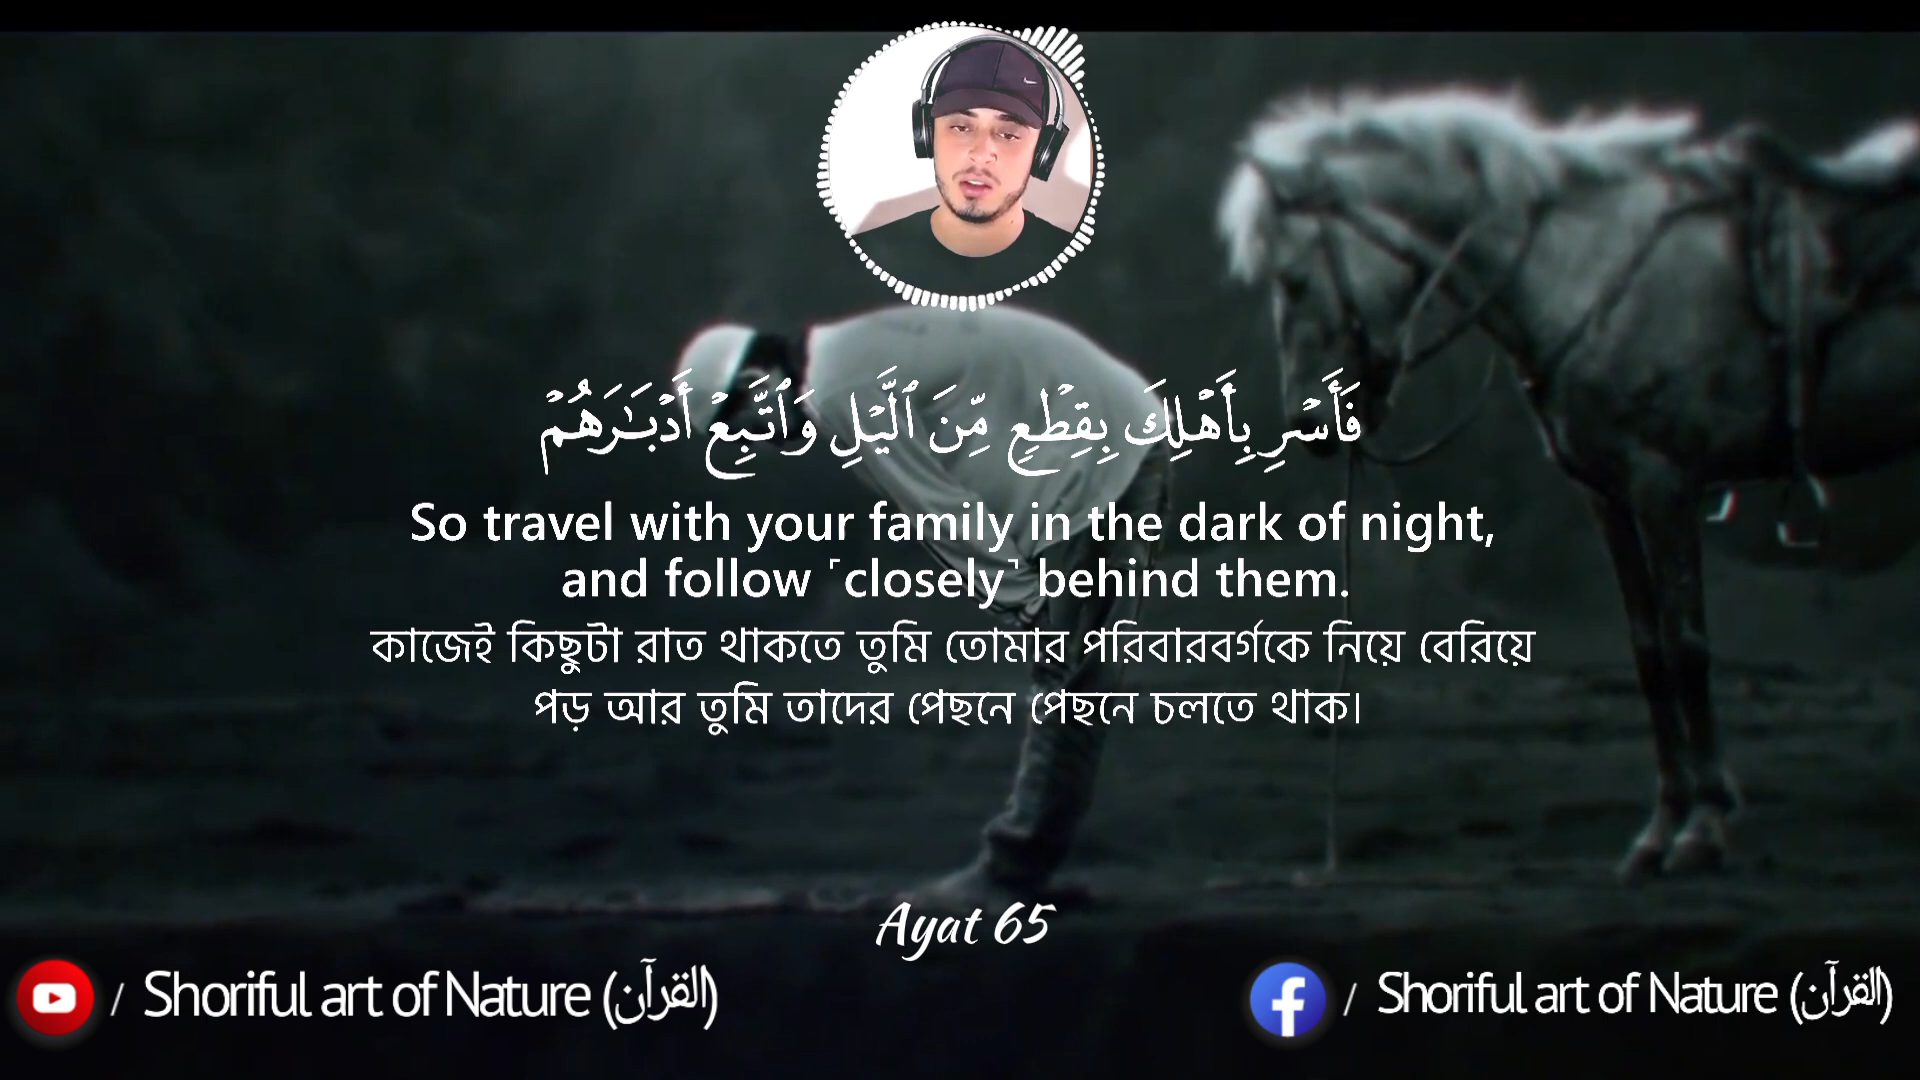 فَأَسْرِ بِأَهْلِكَ بِقِطْعٍ مِّنَ ٱلَّيْلِ وَٱتَّبِعْ أَدْبَـٰرَهُمْ
So travel with your family in the dark of night,
and follow ˹closely˺ behind them.
কাজেই কিছুটা রাত থাকতে তুমি তোমার পরিবারবর্গকে নিয়ে বেরিয়ে
পড় আর তুমি তাদের পেছনে পেছনে চলতে থাক।
Ayat 65
/ Shoriful art of Nature (القرآن)
/ Shoriful art of Nature (القرآن)